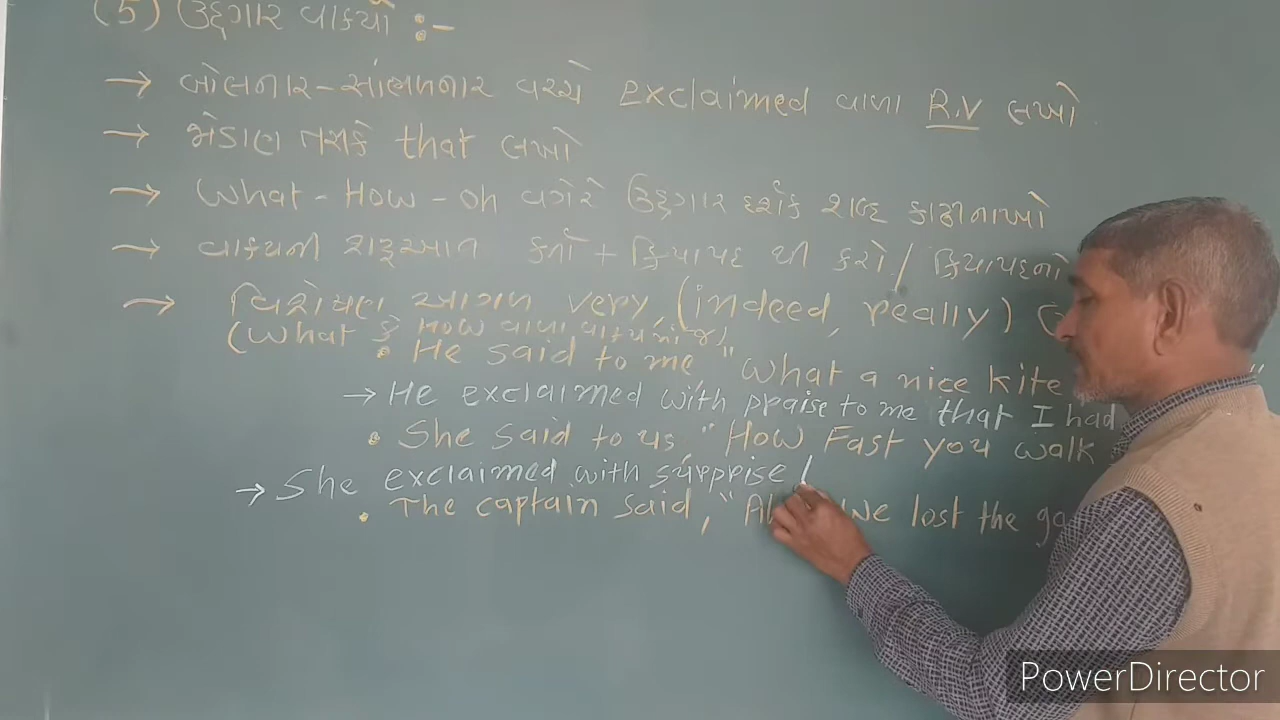 (5) ઉદ્દગાર વાક્યો :-
→ બોલનાર-સાંભળનાર વચ્ચે exclaimed વાળા R.V લખો.
→ જોડાણ તરીકે that લખો
→ What - How - oh વગેરે ઉદ્દગાર દર્શક શબ્દ કાઢી નાખો
→ વાક્યની શરૂઆત કર્તા + ક્રિયાપદ થી કરો / ક્રિયાપદનો
→ વિશેષણ આગળ very, (indeed, really)
(What કે How વાળા વાક્યમાં જ)
• He said to me "What a nice kite "
→ He exclaimed with praise to me that I had
• She said to us "How Fast you walk
→ She exclaimed with surprise
• The captain said, " we lost the
PowerDirector